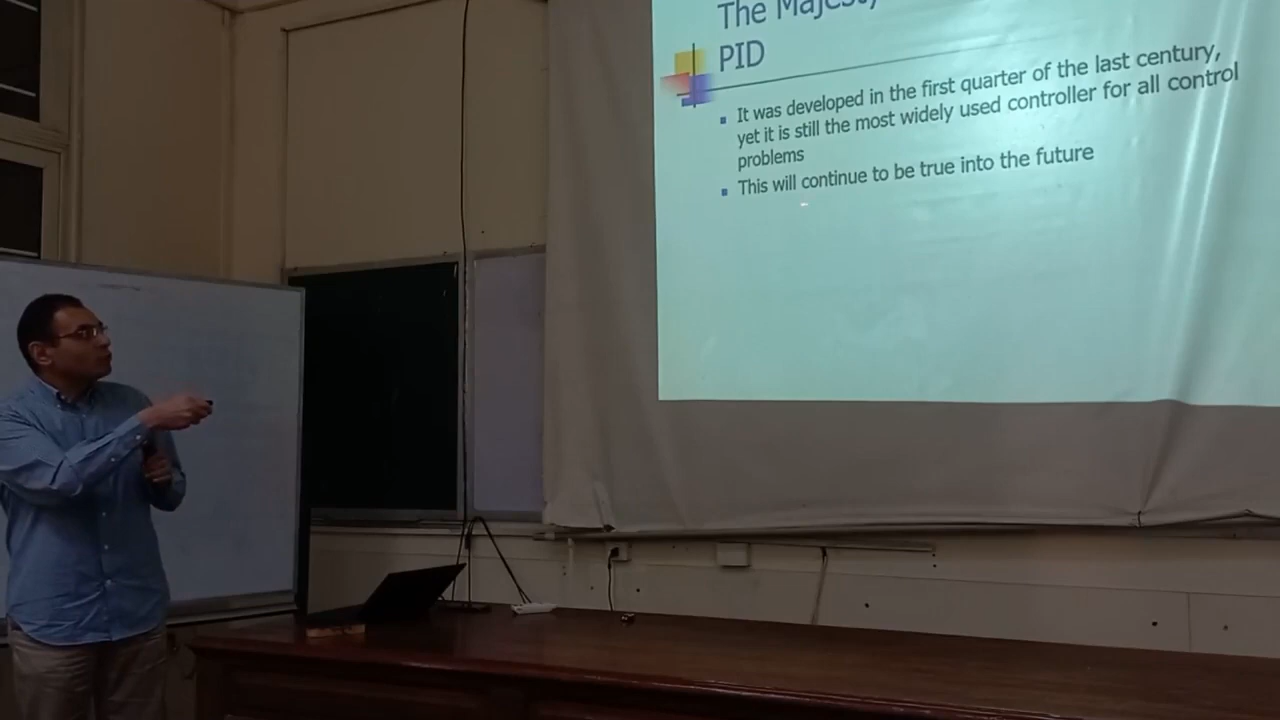 The Majesty
PID
It was developed in the first quarter of the last century,
yet it is still the most widely used controller for all control
problems
This will continue to be true into the future